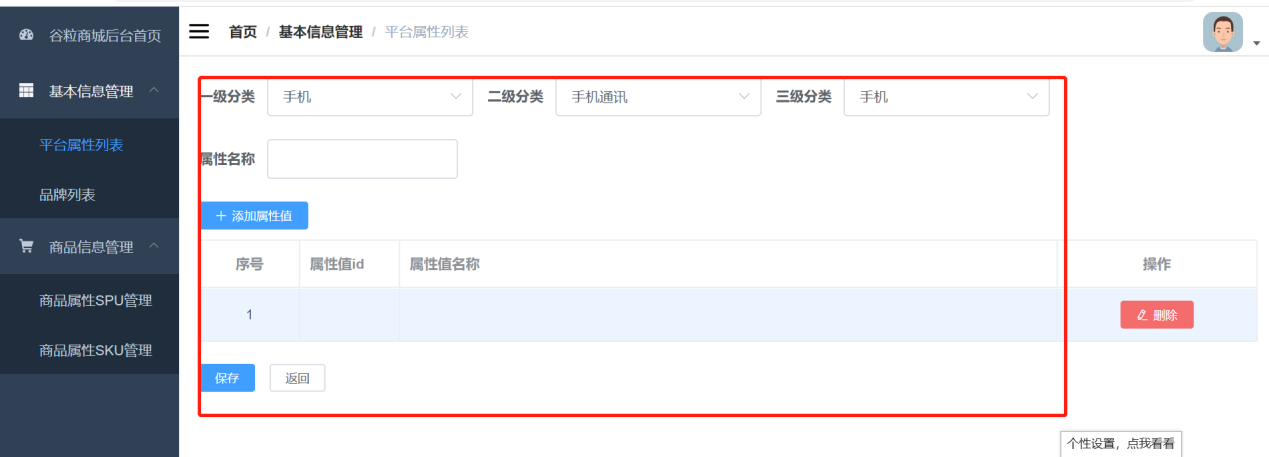 谷粒商城后台首页
首页 / 基本信息管理 / 平台属性列表
基本信息管理
平台属性列表
品牌列表
商品信息管理
商品属性SPU管理
商品属性SKU管理
一级分类 手机 二级分类 手机通讯 三级分类 手机
属性名称
+ 添加属性值
序号 属性值id 属性值名称 操作
1 删除
保存 返回
个性设置，点我看看